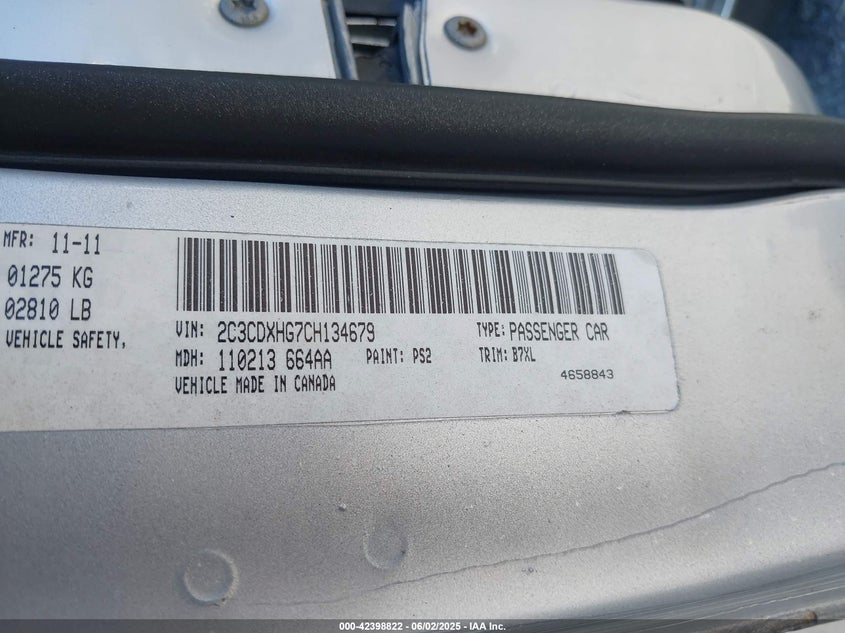 MFR: 11-11
01275 KG
02810 LB
VEHICLE SAFETY,
VIN: 2C3CDXHG7CH134679 TYPE: PASSENGER CAR
MDH: 110213 664AA PAINT: PS2 TRIM: B7XL
VEHICLE MADE IN CANADA 4658843
000-42398822 | 06/02/2025 - IAA Inc.